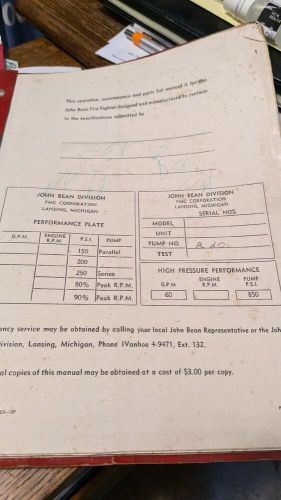 This operation, maintenance and parts list manual is for the
John Bean Fire Fighter designed and manufactured to conform
to the specifications submitted by
JOHN BEAN DIVISION
FMC CORPORATION
LANSING, MICHIGAN
PERFORMANCE PLATE
G.P.M. ENGINE R.P.M. P.S.I. PUMP
150 Parallel
200
250 Series
80% Peak R.P.M.
90% Peak R.P.M.
JOHN BEAN DIVISION
FMC CORPORATION
LANSING, MICHIGAN
SERIAL NOS.
MODEL
UNIT
PUMP NO. R 60
TEST
HIGH PRESSURE PERFORMANCE
G.P.M ENGINE RPM PUMP P.S.I.
60 850
ency service may be obtained by calling your local John Bean Representative or the Joh
ivision, Lansing, Michigan, Phone IVanhoe 4-9471, Ext. 132.
al copies of this manual may be obtained at a cost of $3.00 per copy.